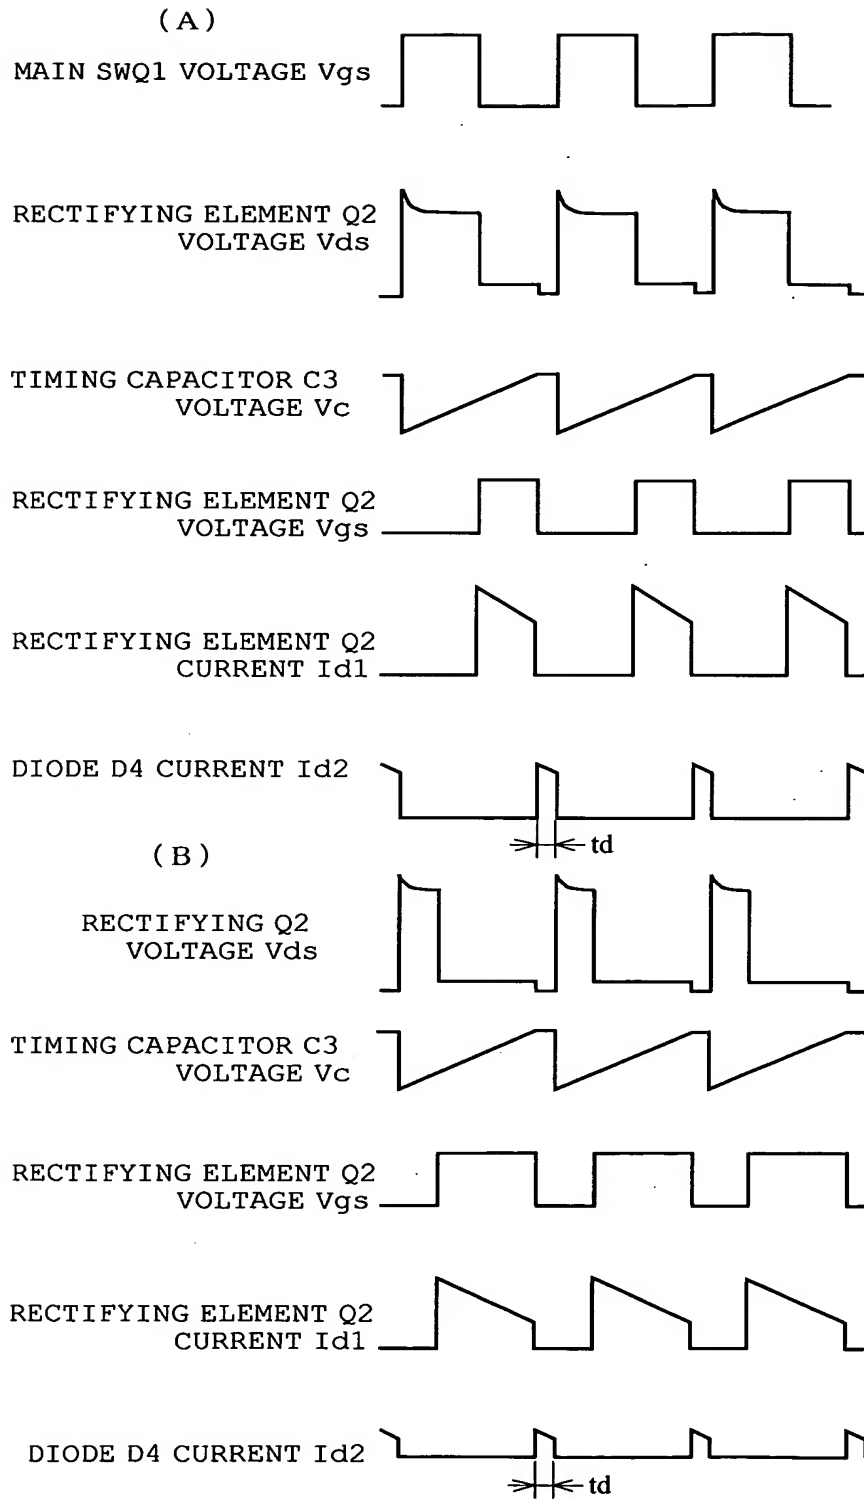 (A)
MAIN SWQ1 VOLTAGE Vgs
RECTIFYING ELEMENT Q2
VOLTAGE Vds
TIMING CAPACITOR C3
VOLTAGE Vc
RECTIFYING ELEMENT Q2
VOLTAGE Vgs
RECTIFYING ELEMENT Q2
CURRENT Id1
DIODE D4 CURRENT Id2
td
(B)
RECTIFYING Q2
VOLTAGE Vds
TIMING CAPACITOR C3
VOLTAGE Vc
RECTIFYING ELEMENT Q2
VOLTAGE Vgs
RECTIFYING ELEMENT Q2
CURRENT Id1
DIODE D4 CURRENT Id2
td